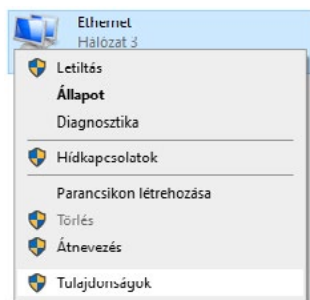 Ethernet
Hálózat 3
Letiltás
Állapot
Diagnosztika
Hídkapcsolatok
Parancsikon létrehozása
Törlés
Átnevezés
Tulajdonságok